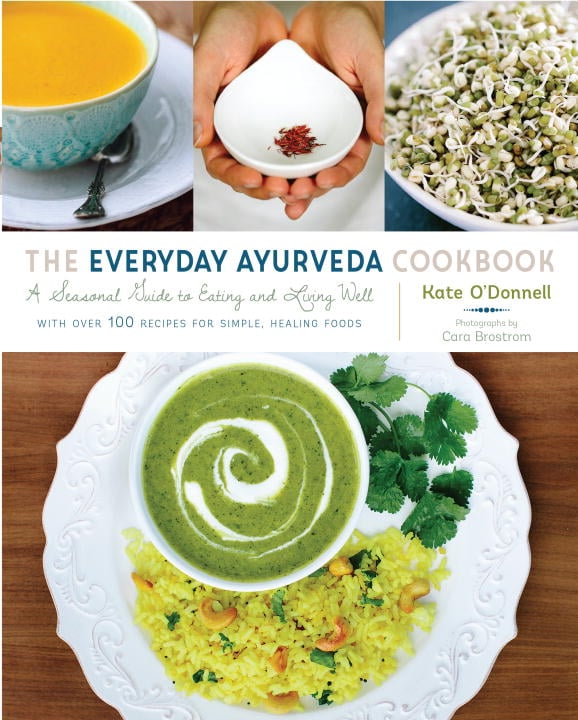 THE EVERYDAY AYURVEDA COOKBOOK
A Seasonal Guide to Eating and Living Well
WITH OVER 100 RECIPES FOR SIMPLE, HEALING FOODS
Kate O'Donnell
Photographs by
Cara Brostrom